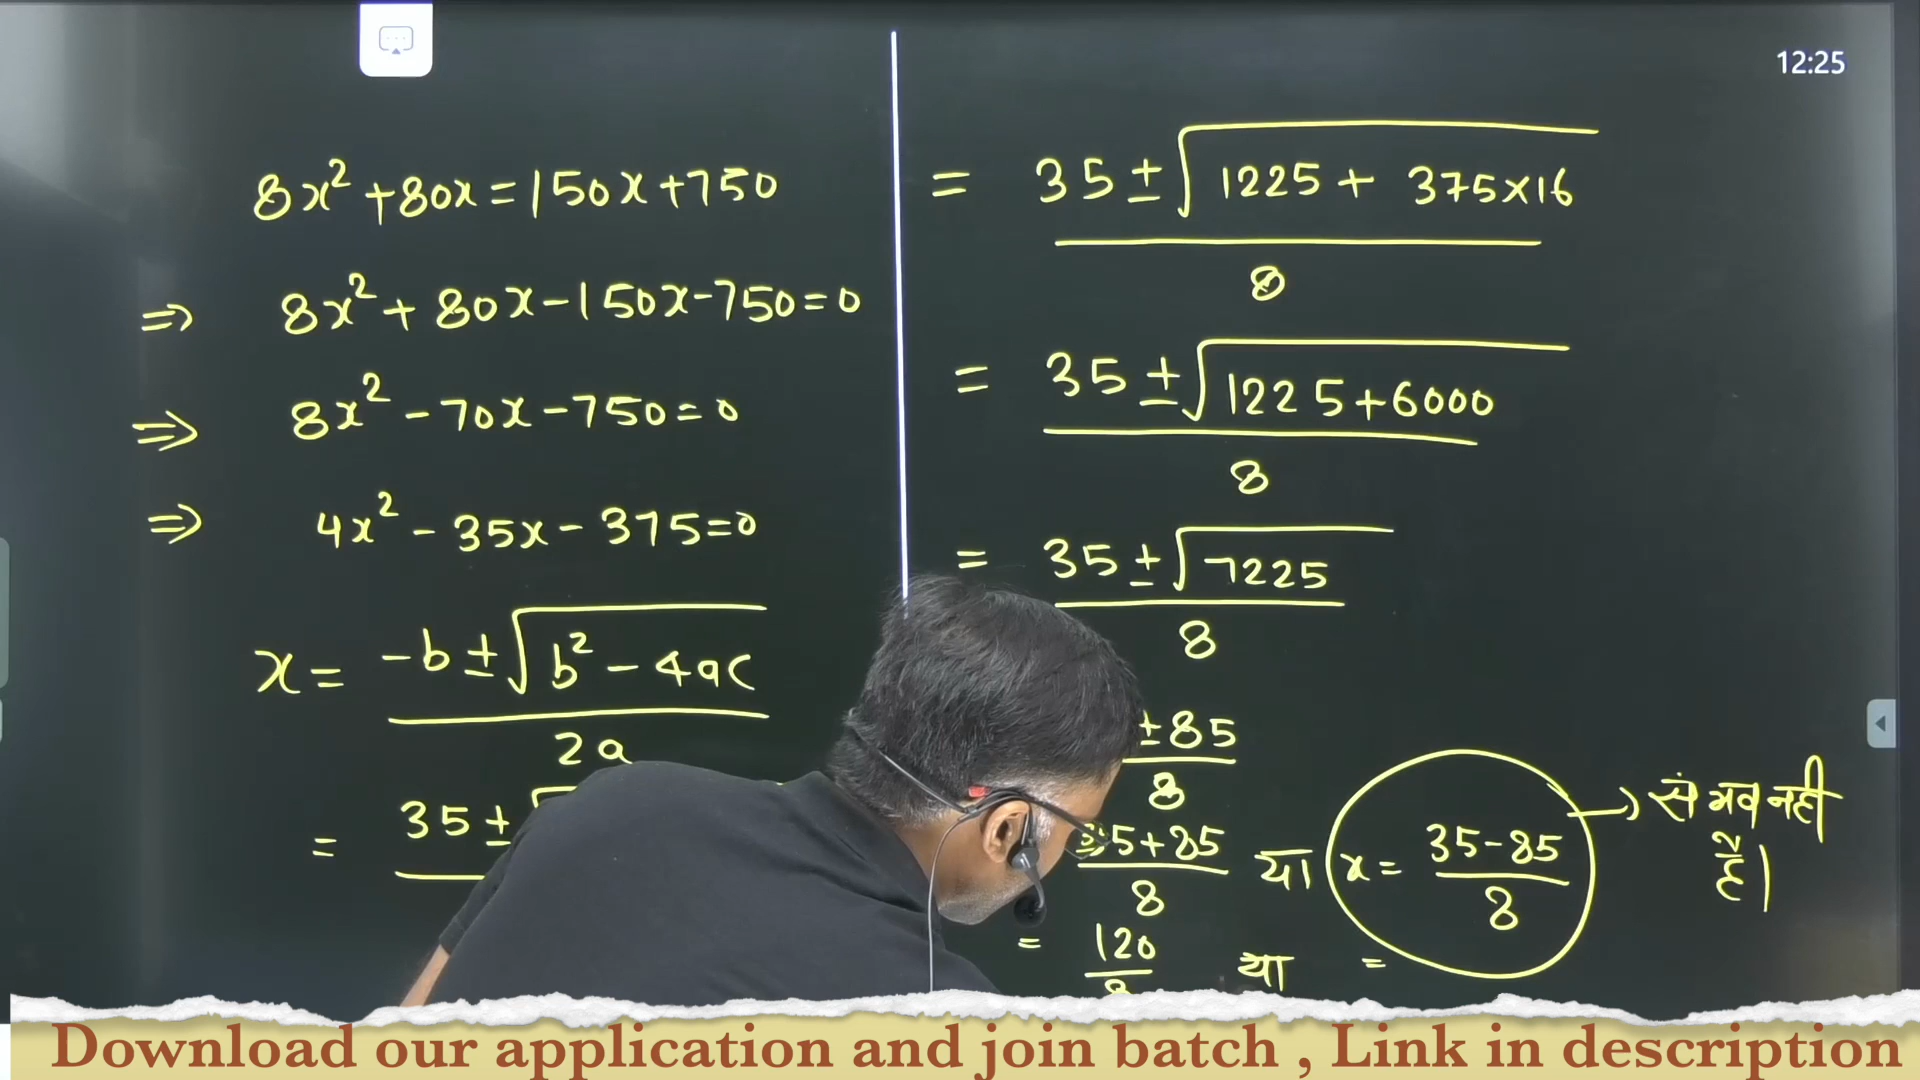 12:25
8x² + 80x = 150x + 750
⇒ 8x² + 80x - 150x - 750 = 0
⇒ 8x² - 70x - 750 = 0
⇒ 4x² - 35x - 375 = 0
x = -b ± √b² - 4ac
2a
= 35 ±
= 35 ± √1225 + 375×16
8
= 35 ± √1225 + 6000
8
= 35 ± √7225
8
± 85
8
35+85 या x = 35-85 → संभव नही
8 8 है।
= 120 या =
Download our application and join batch , Link in description